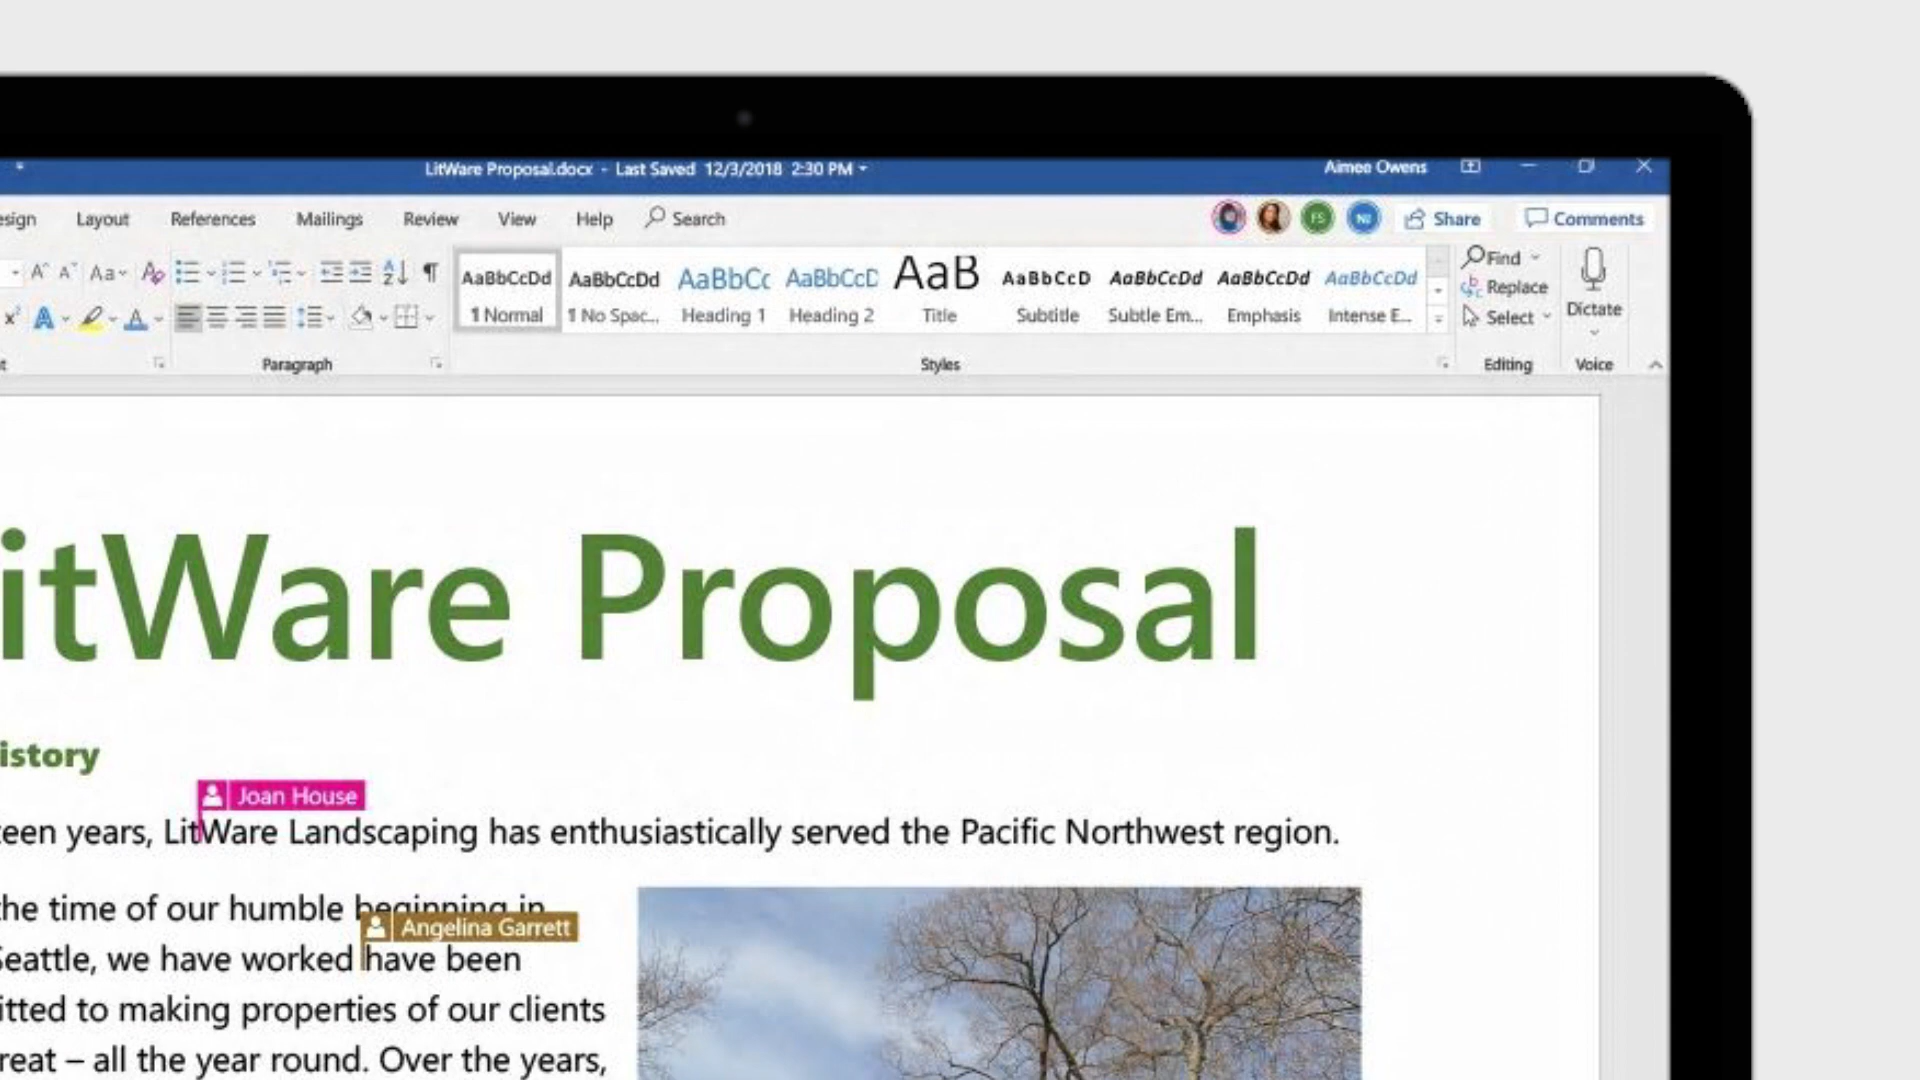 LitWare Proposal.docx - Last Saved 12/3/2018 2:30 PM
Aimee Owens
esign Layout References Mailings Review View Help Search
FS NI Share Comments
Aa
AaBbCcDd AaBbCcDd AaBbCc AaBbCcD AaB AaBbCcD AaBbCcDd AaBbCcDd AaBbCcDd
¶ Normal ¶ No Spac... Heading 1 Heading 2 Title Subtitle Subtle Em... Emphasis Intense E...
Find
Replace
Select
Dictate
t Paragraph Styles Editing Voice
itWare Proposal
istory
Joan House
teen years, LitWare Landscaping has enthusiastically served the Pacific Northwest region.
the time of our humble beginning in
Angelina Garrett
Seattle, we have worked have been
itted to making properties of our clients
reat – all the year round. Over the years,